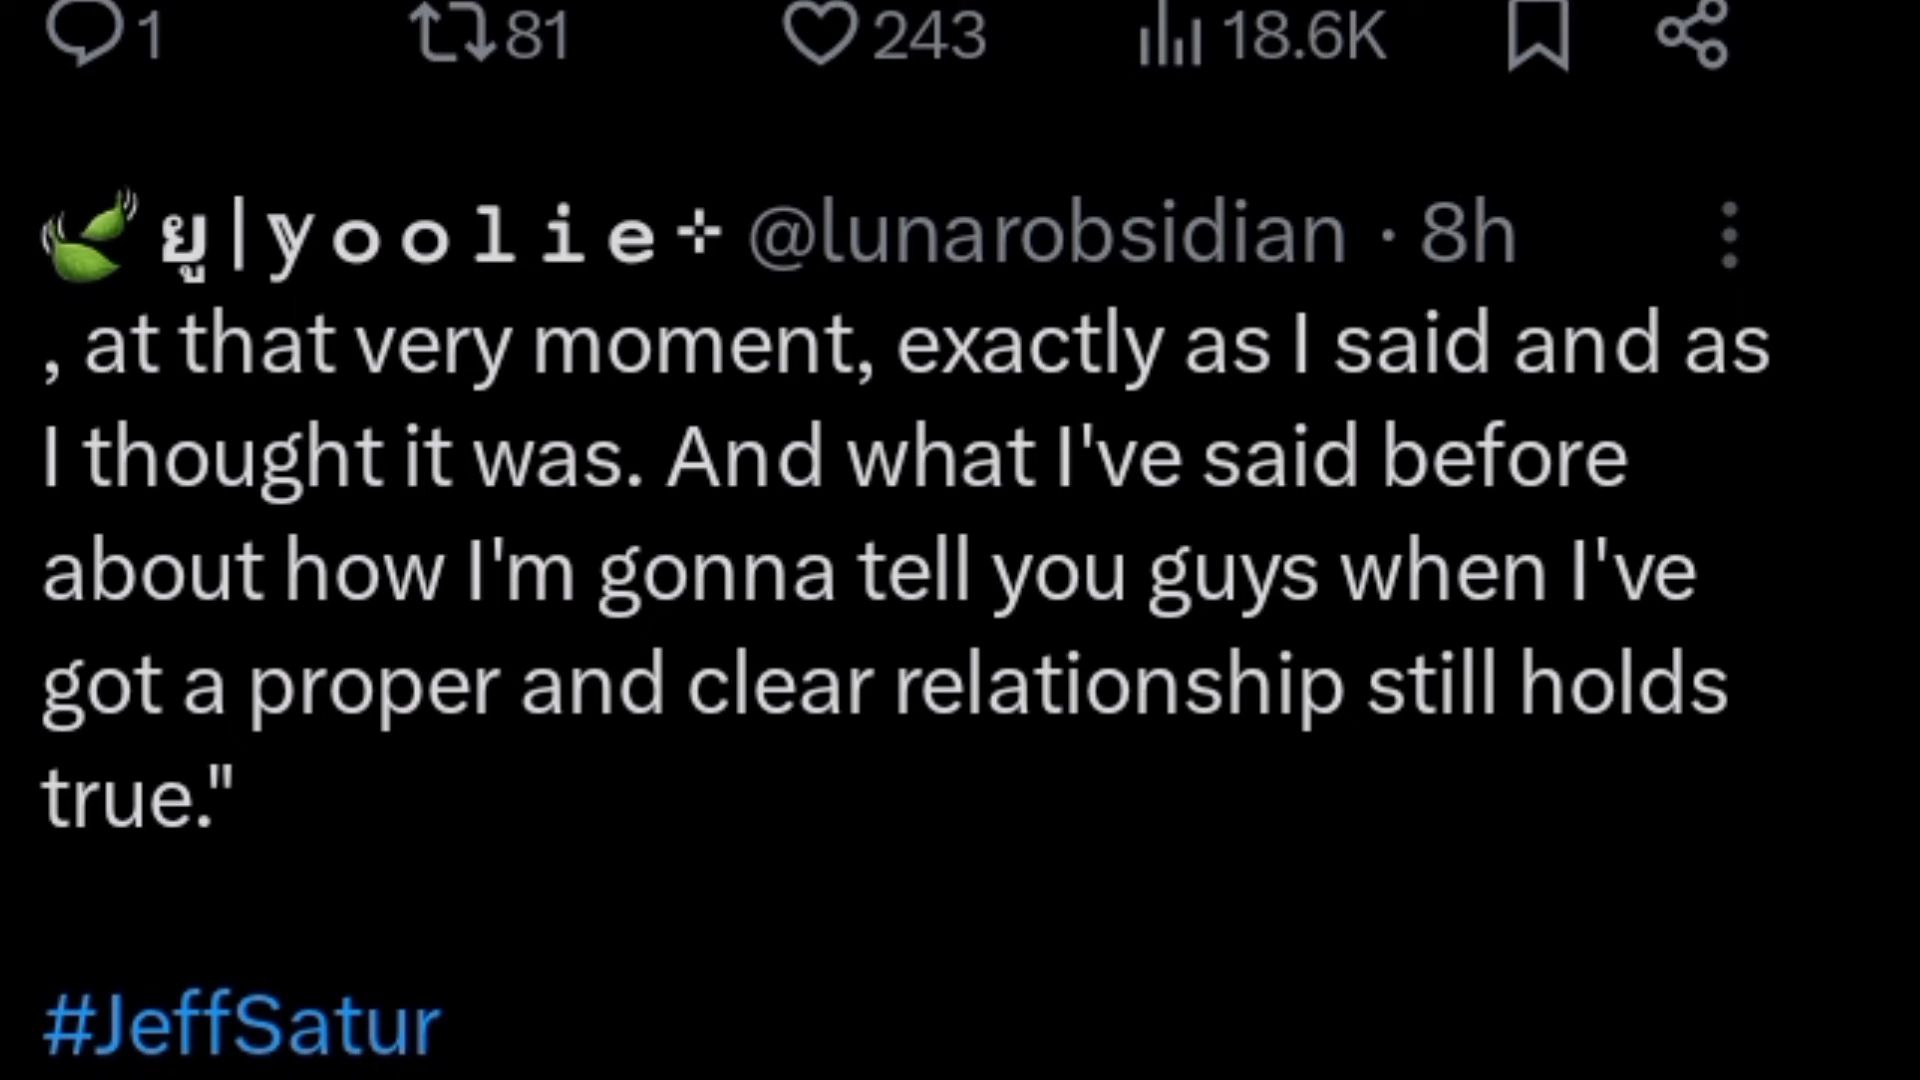 1 81 243 18.6K
ยู|yoolie⊹ @lunarobsidian · 8h
, at that very moment, exactly as I said and as
I thought it was. And what I've said before
about how I'm gonna tell you guys when I've
got a proper and clear relationship still holds
true."
#JeffSatur